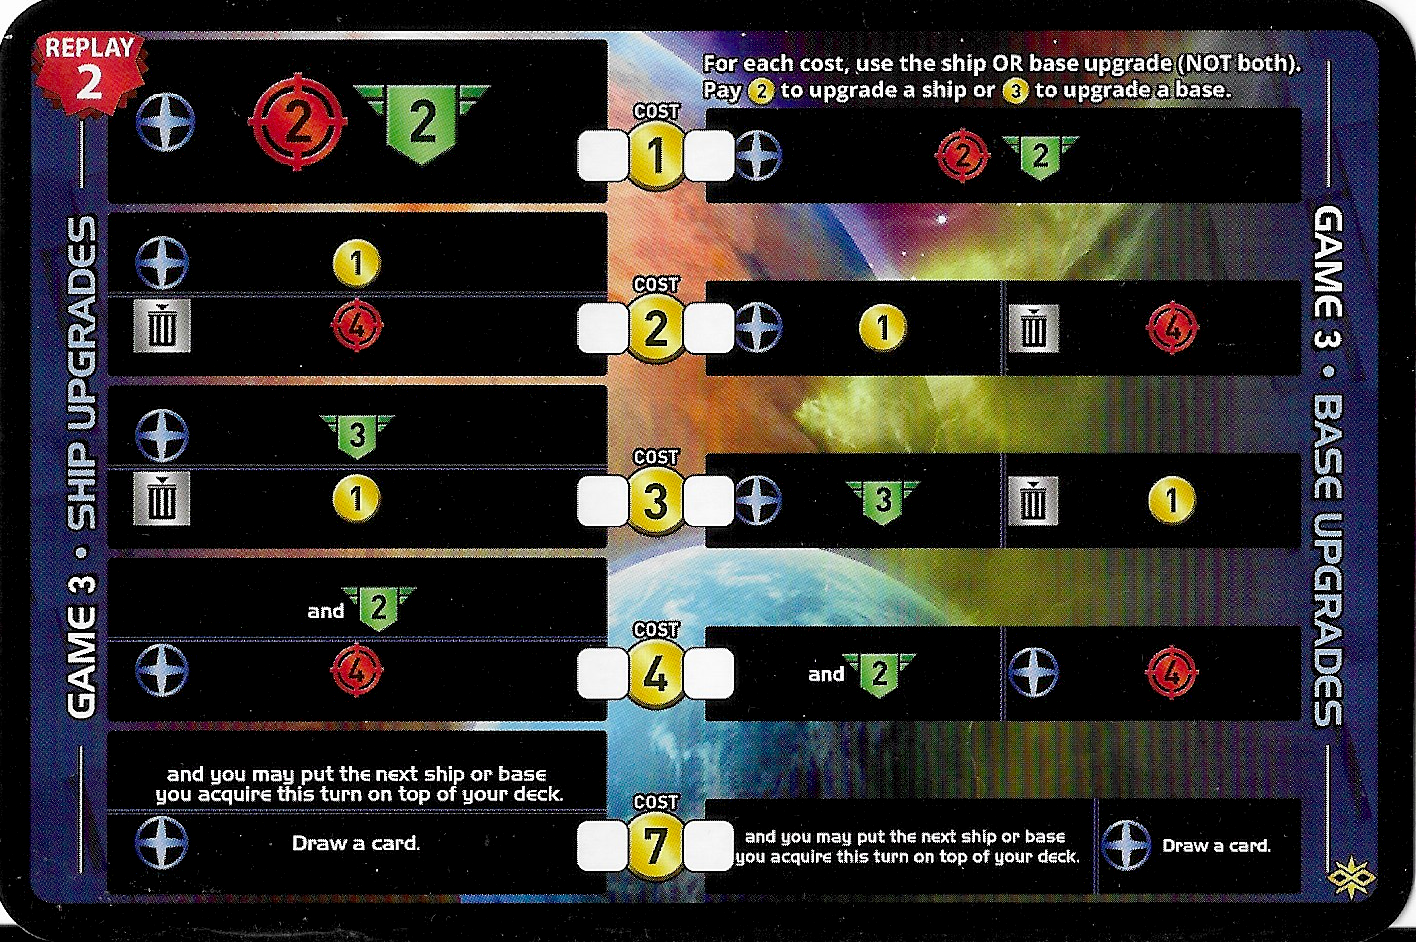 REPLAY
2
GAME 3 • SHIP UPGRADES
2 2
1
4
3
1
and 2
4
and you may put the next ship or base
you acquire this turn on top of your deck.
Draw a card.
COST
1
COST
2
COST
3
COST
4
COST
7
For each cost, use the ship OR base upgrade (NOT both).
Pay 2 to upgrade a ship or 3 to upgrade a base.
2 2
1 4
3 1
and 2 4
and you may put the next ship or base
you acquire this turn on top of your deck.
Draw a card.
GAME 3 • BASE UPGRADES